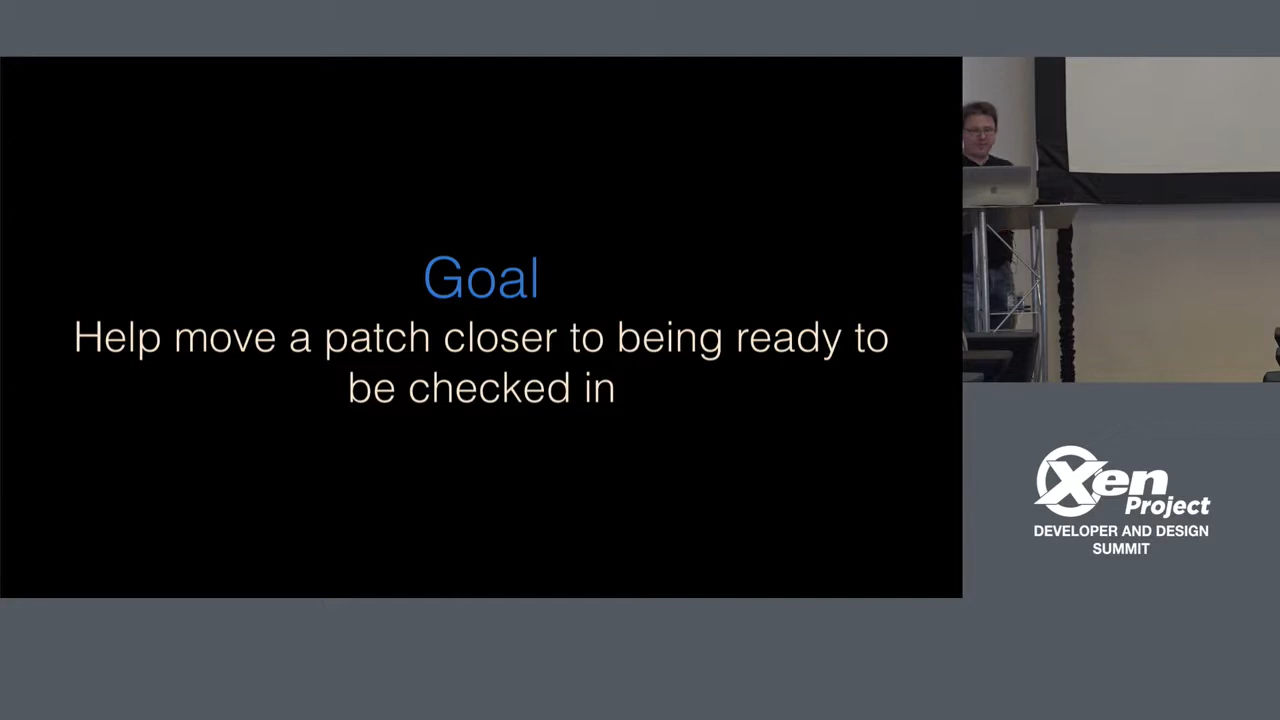 Goal
Help move a patch closer to being ready to
be checked in
Xen
Project
DEVELOPER AND DESIGN
SUMMIT